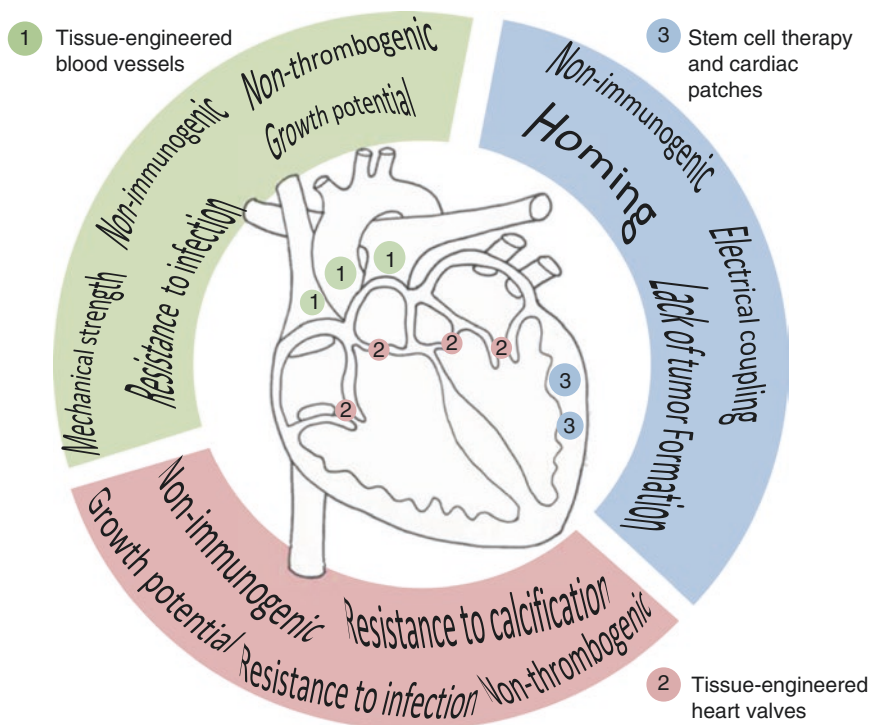 1 Tissue-engineered
blood vessels
3 Stem cell therapy
and cardiac
patches
Non-thrombogenic
Growth potential
Non-immunogenic
Resistance to infection
Mechanical strength
Non-immunogenic
Homing
Electrical coupling
Lack of tumor Formation
1
1
1
2
2
2
2
3
3
Non-immunogenic
Growth potential
Resistance to calcification
Resistance to infection
Non-thrombogenic
2 Tissue-engineered
heart valves